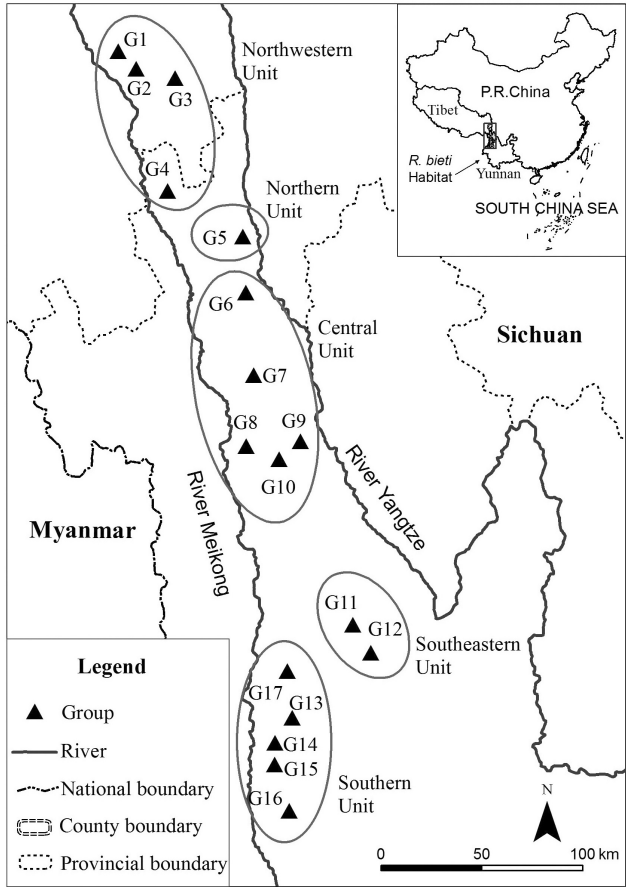 G1
G2
G3
Northwestern
Unit
G4
Northern
Unit
G5
G6
Central
Unit
G7
G8
G9
G10
River Meikong
River Yangtze
Sichuan
Myanmar
G11
G12
Southeastern
Unit
G17
G13
G14
G15
G16
Southern
Unit
P.R.China
Tibet
R. bieti
Habitat
Yunnan
SOUTH CHINA SEA
Legend
Group
River
National boundary
County boundary
Provincial boundary
N
0 50 100 km